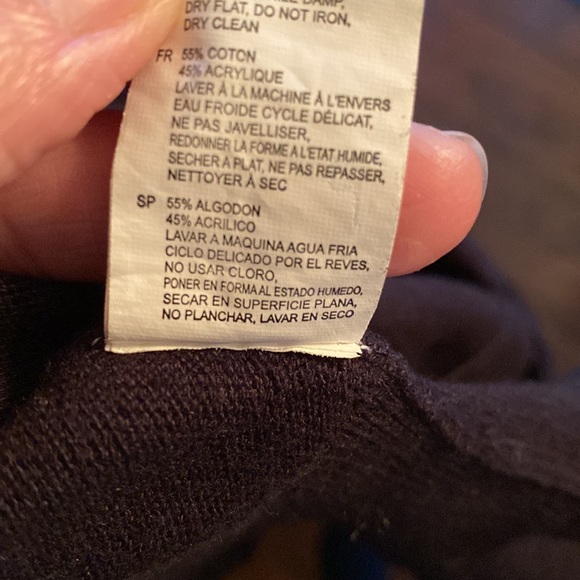 DAMP,
DRY FLAT, DO NOT IRON,
DRY CLEAN
FR 55% COTON
45% ACRYLIQUE
LAVER À LA MACHINE À L'ENVERS
EAU FROIDE CYCLE DÉLICAT,
NE PAS JAVELLISER,
REDONNER LA FORME A L'ETAT HUMIDE,
SECHER A PLAT, NE PAS REPASSER,
NETTOYER À SEC
SP 55% ALGODON
45% ACRILICO
LAVAR A MAQUINA AGUA FRIA
CICLO DELICADO POR EL REVES,
NO USAR CLORO,
PONER EN FORMA AL ESTADO HUMEDO,
SECAR EN SUPERFICIE PLANA,
NO PLANCHAR, LAVAR EN SECO